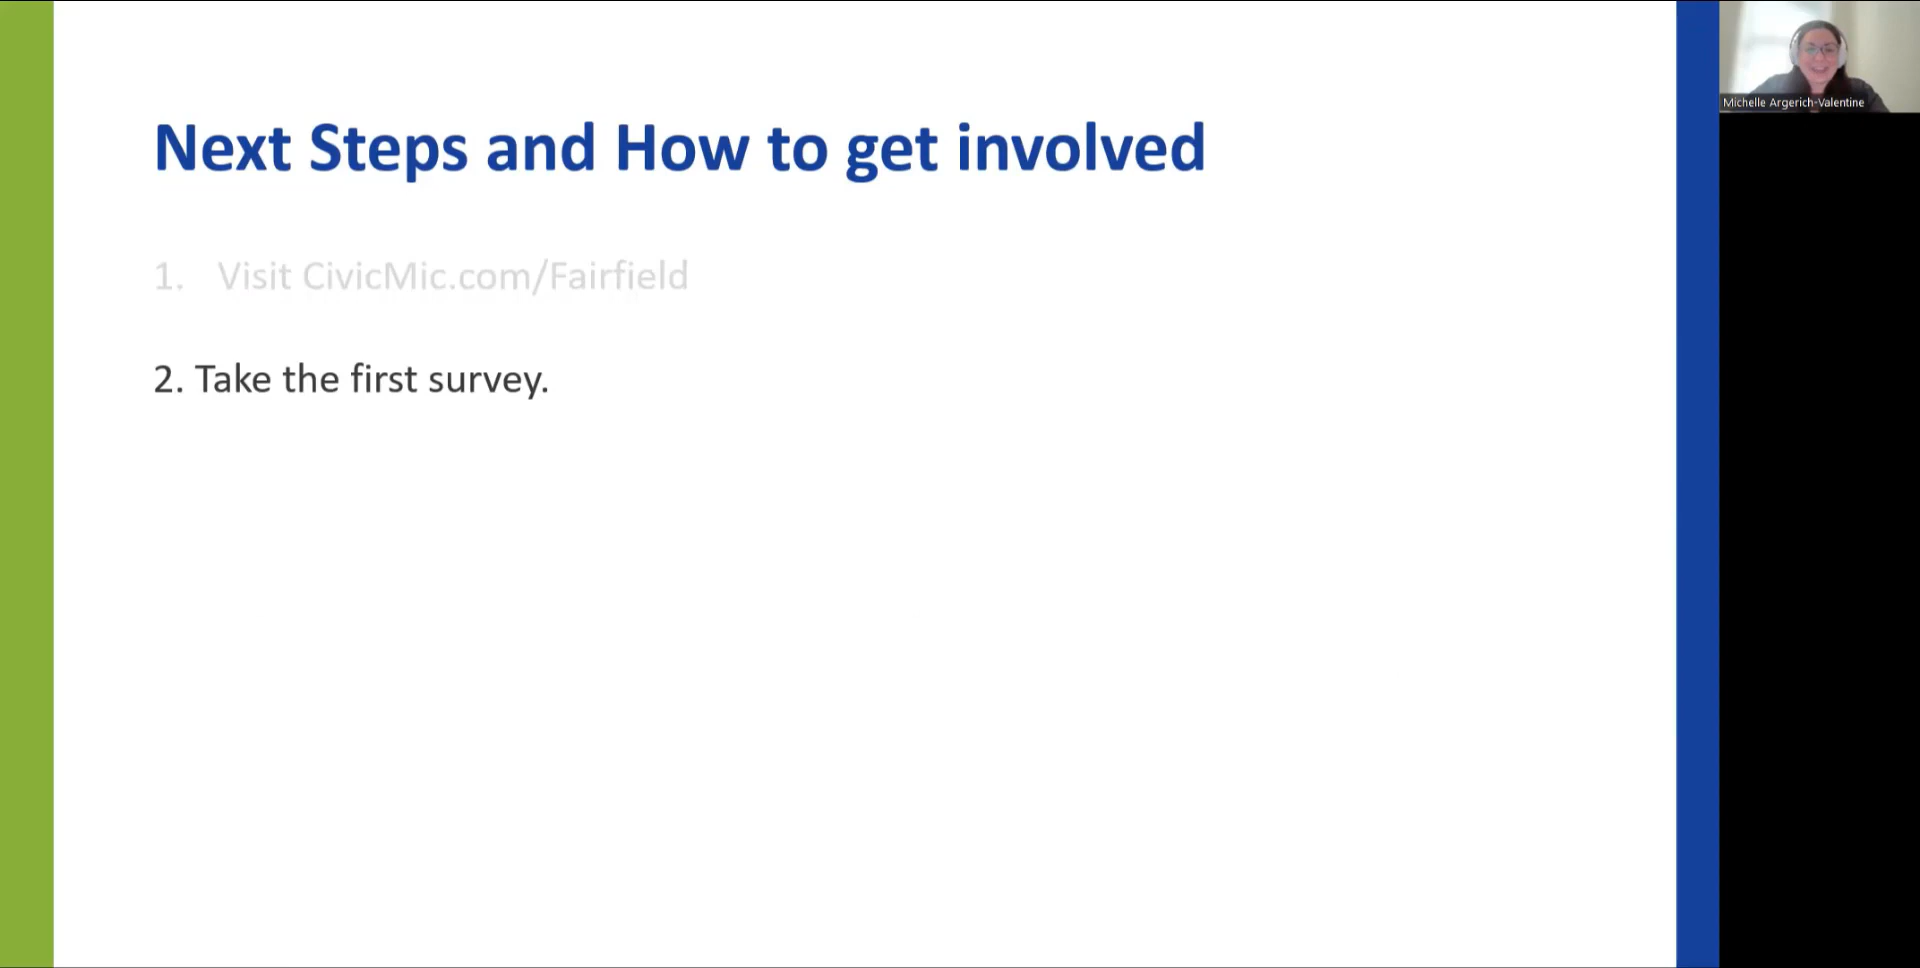 Next Steps and How to get involved
1. Visit CivicMic.com/Fairfield
2. Take the first survey.
Michelle Argerich-Valentine